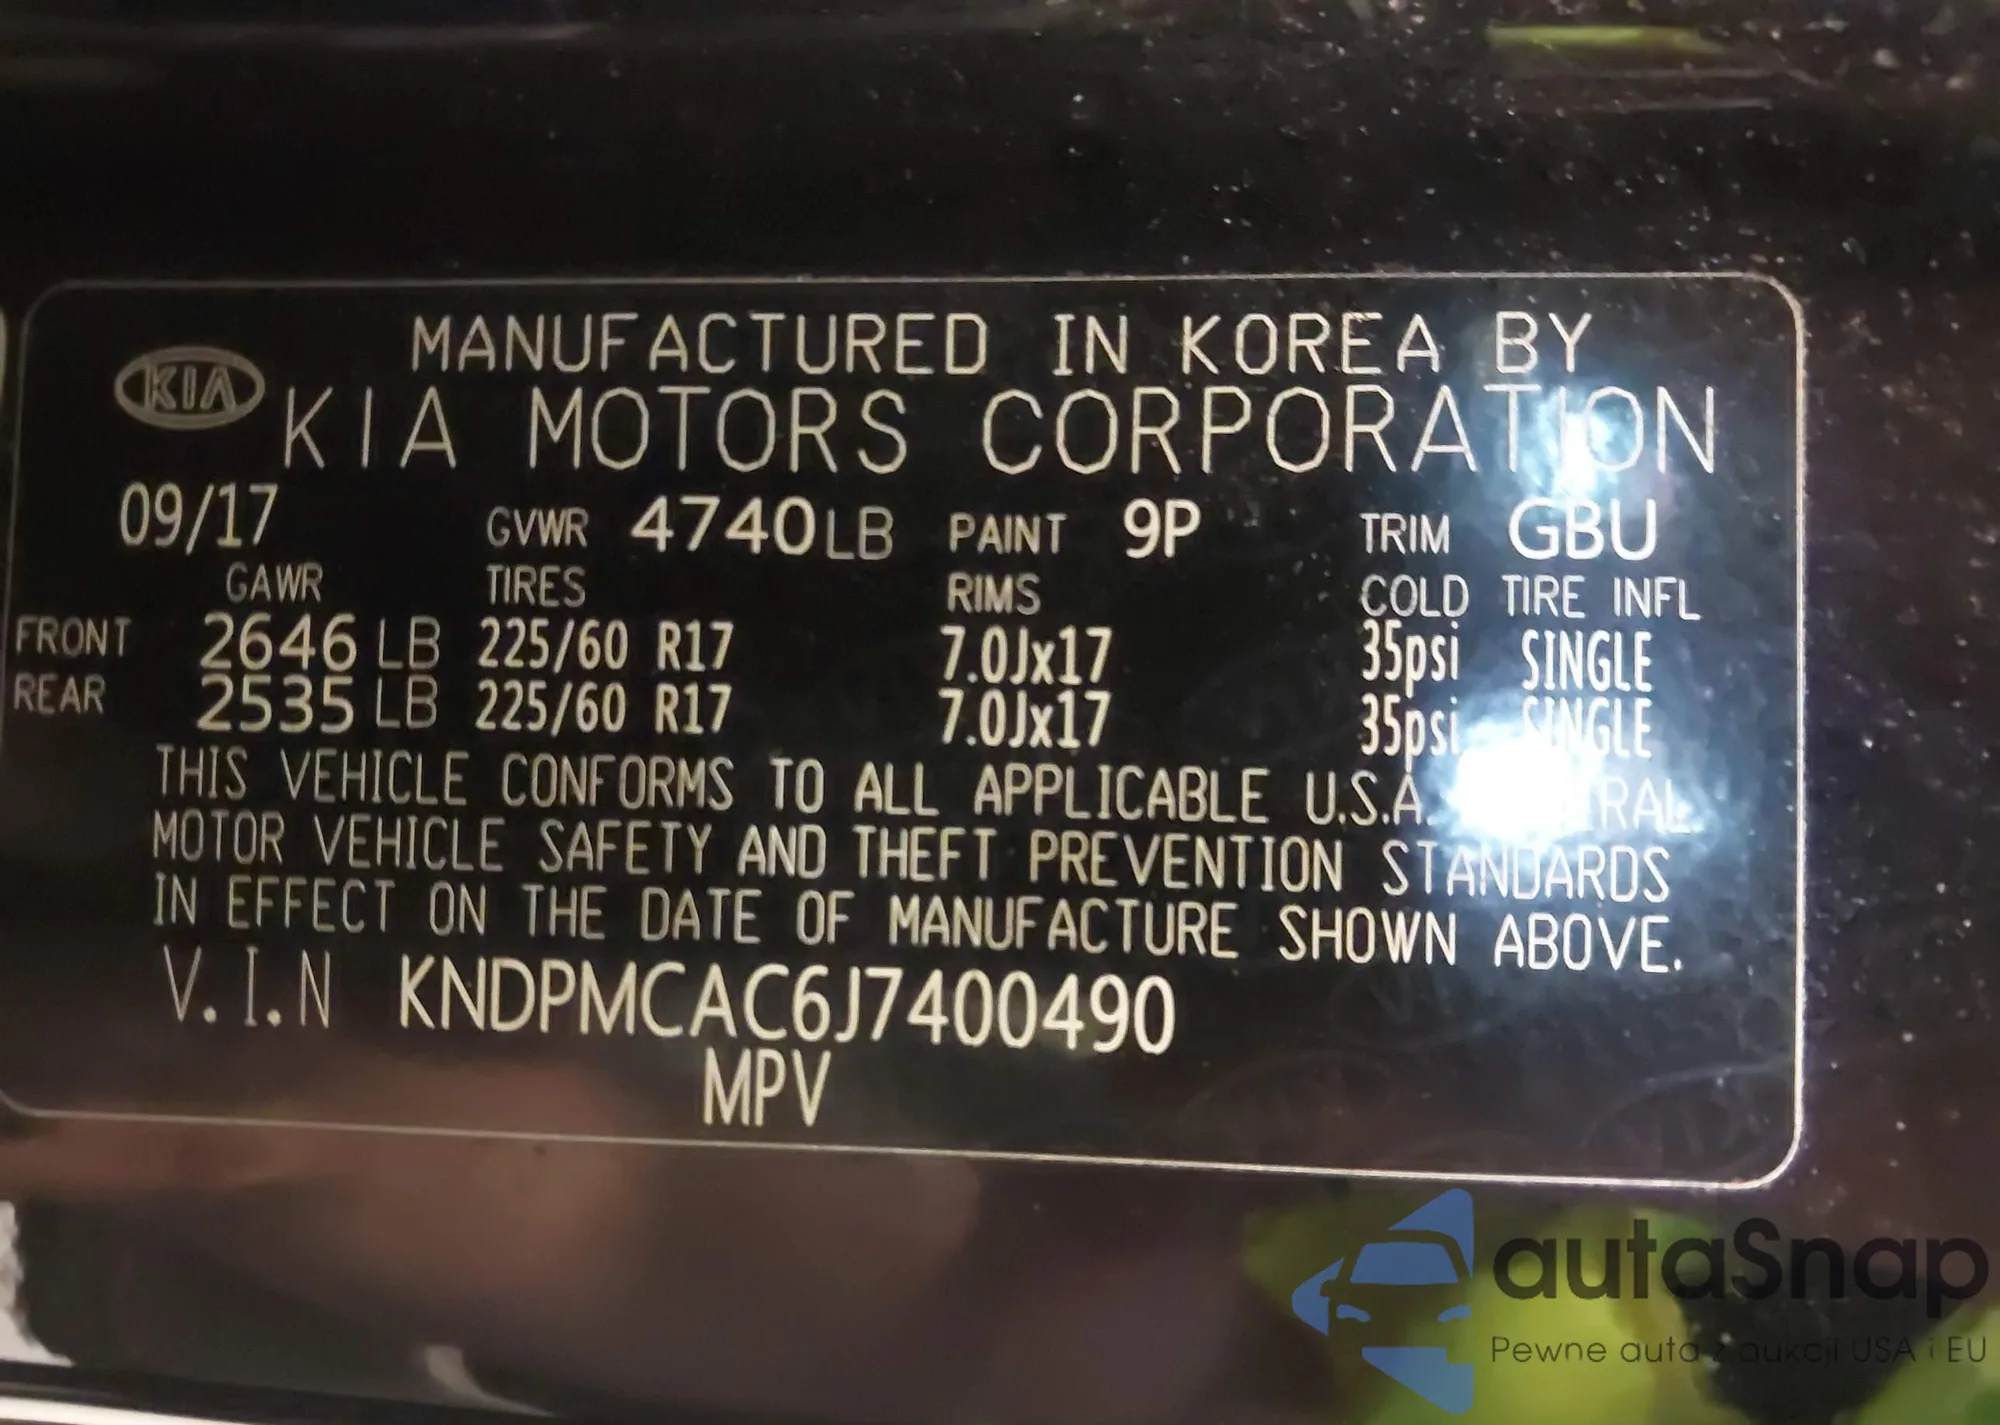 MANUFACTURED IN KOREA BY
KIA
KIA MOTORS CORPORATION
09/17 GVWR 4740LB PAINT 9P TRIM GBU
GAWR TIRES RIMS COLD TIRE INFL
FRONT 2646 LB 225/60 R17 7.0Jx17 35psi SINGLE
REAR 2535 LB 225/60 R17 7.0Jx17 35psi SINGLE
THIS VEHICLE CONFORMS TO ALL APPLICABLE U.S.A.
MOTOR VEHICLE SAFETY AND THEFT PREVENTION STANDARDS
IN EFFECT ON THE DATE OF MANUFACTURE SHOWN ABOVE.
V.I.N KNDPMCAC6J7400490
MPV
autaSnap
Pewne auta z aukcji USA i EU